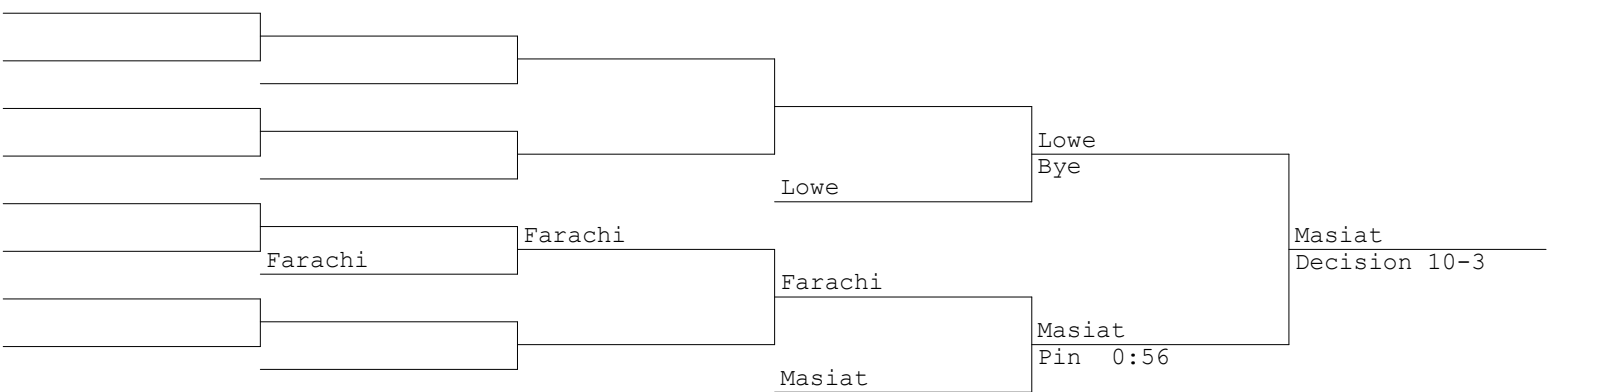 Lowe
Bye
Lowe
Farachi
Masiat
Farachi
Decision 10-3
Farachi
Masiat
Pin  0:56
Masiat